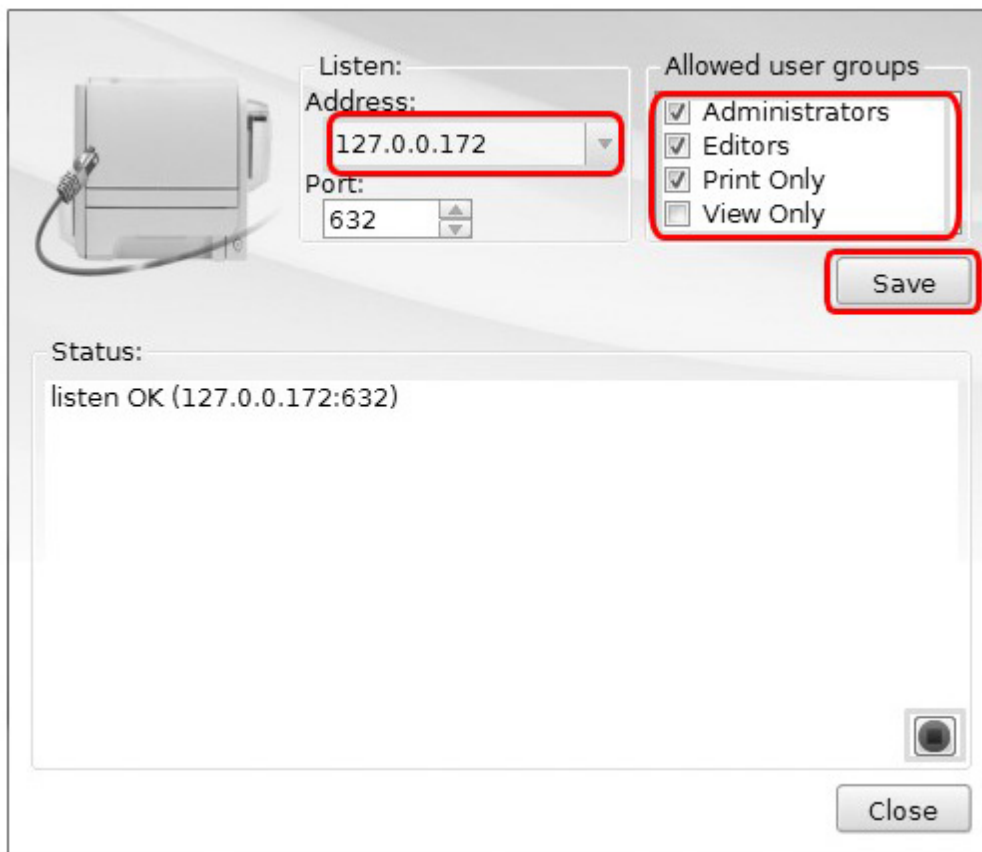 Listen:
Address:
127.0.0.172
Port:
632
Allowed user groups
Administrators
Editors
Print Only
View Only
Save
Status:
listen OK (127.0.0.172:632)
Close